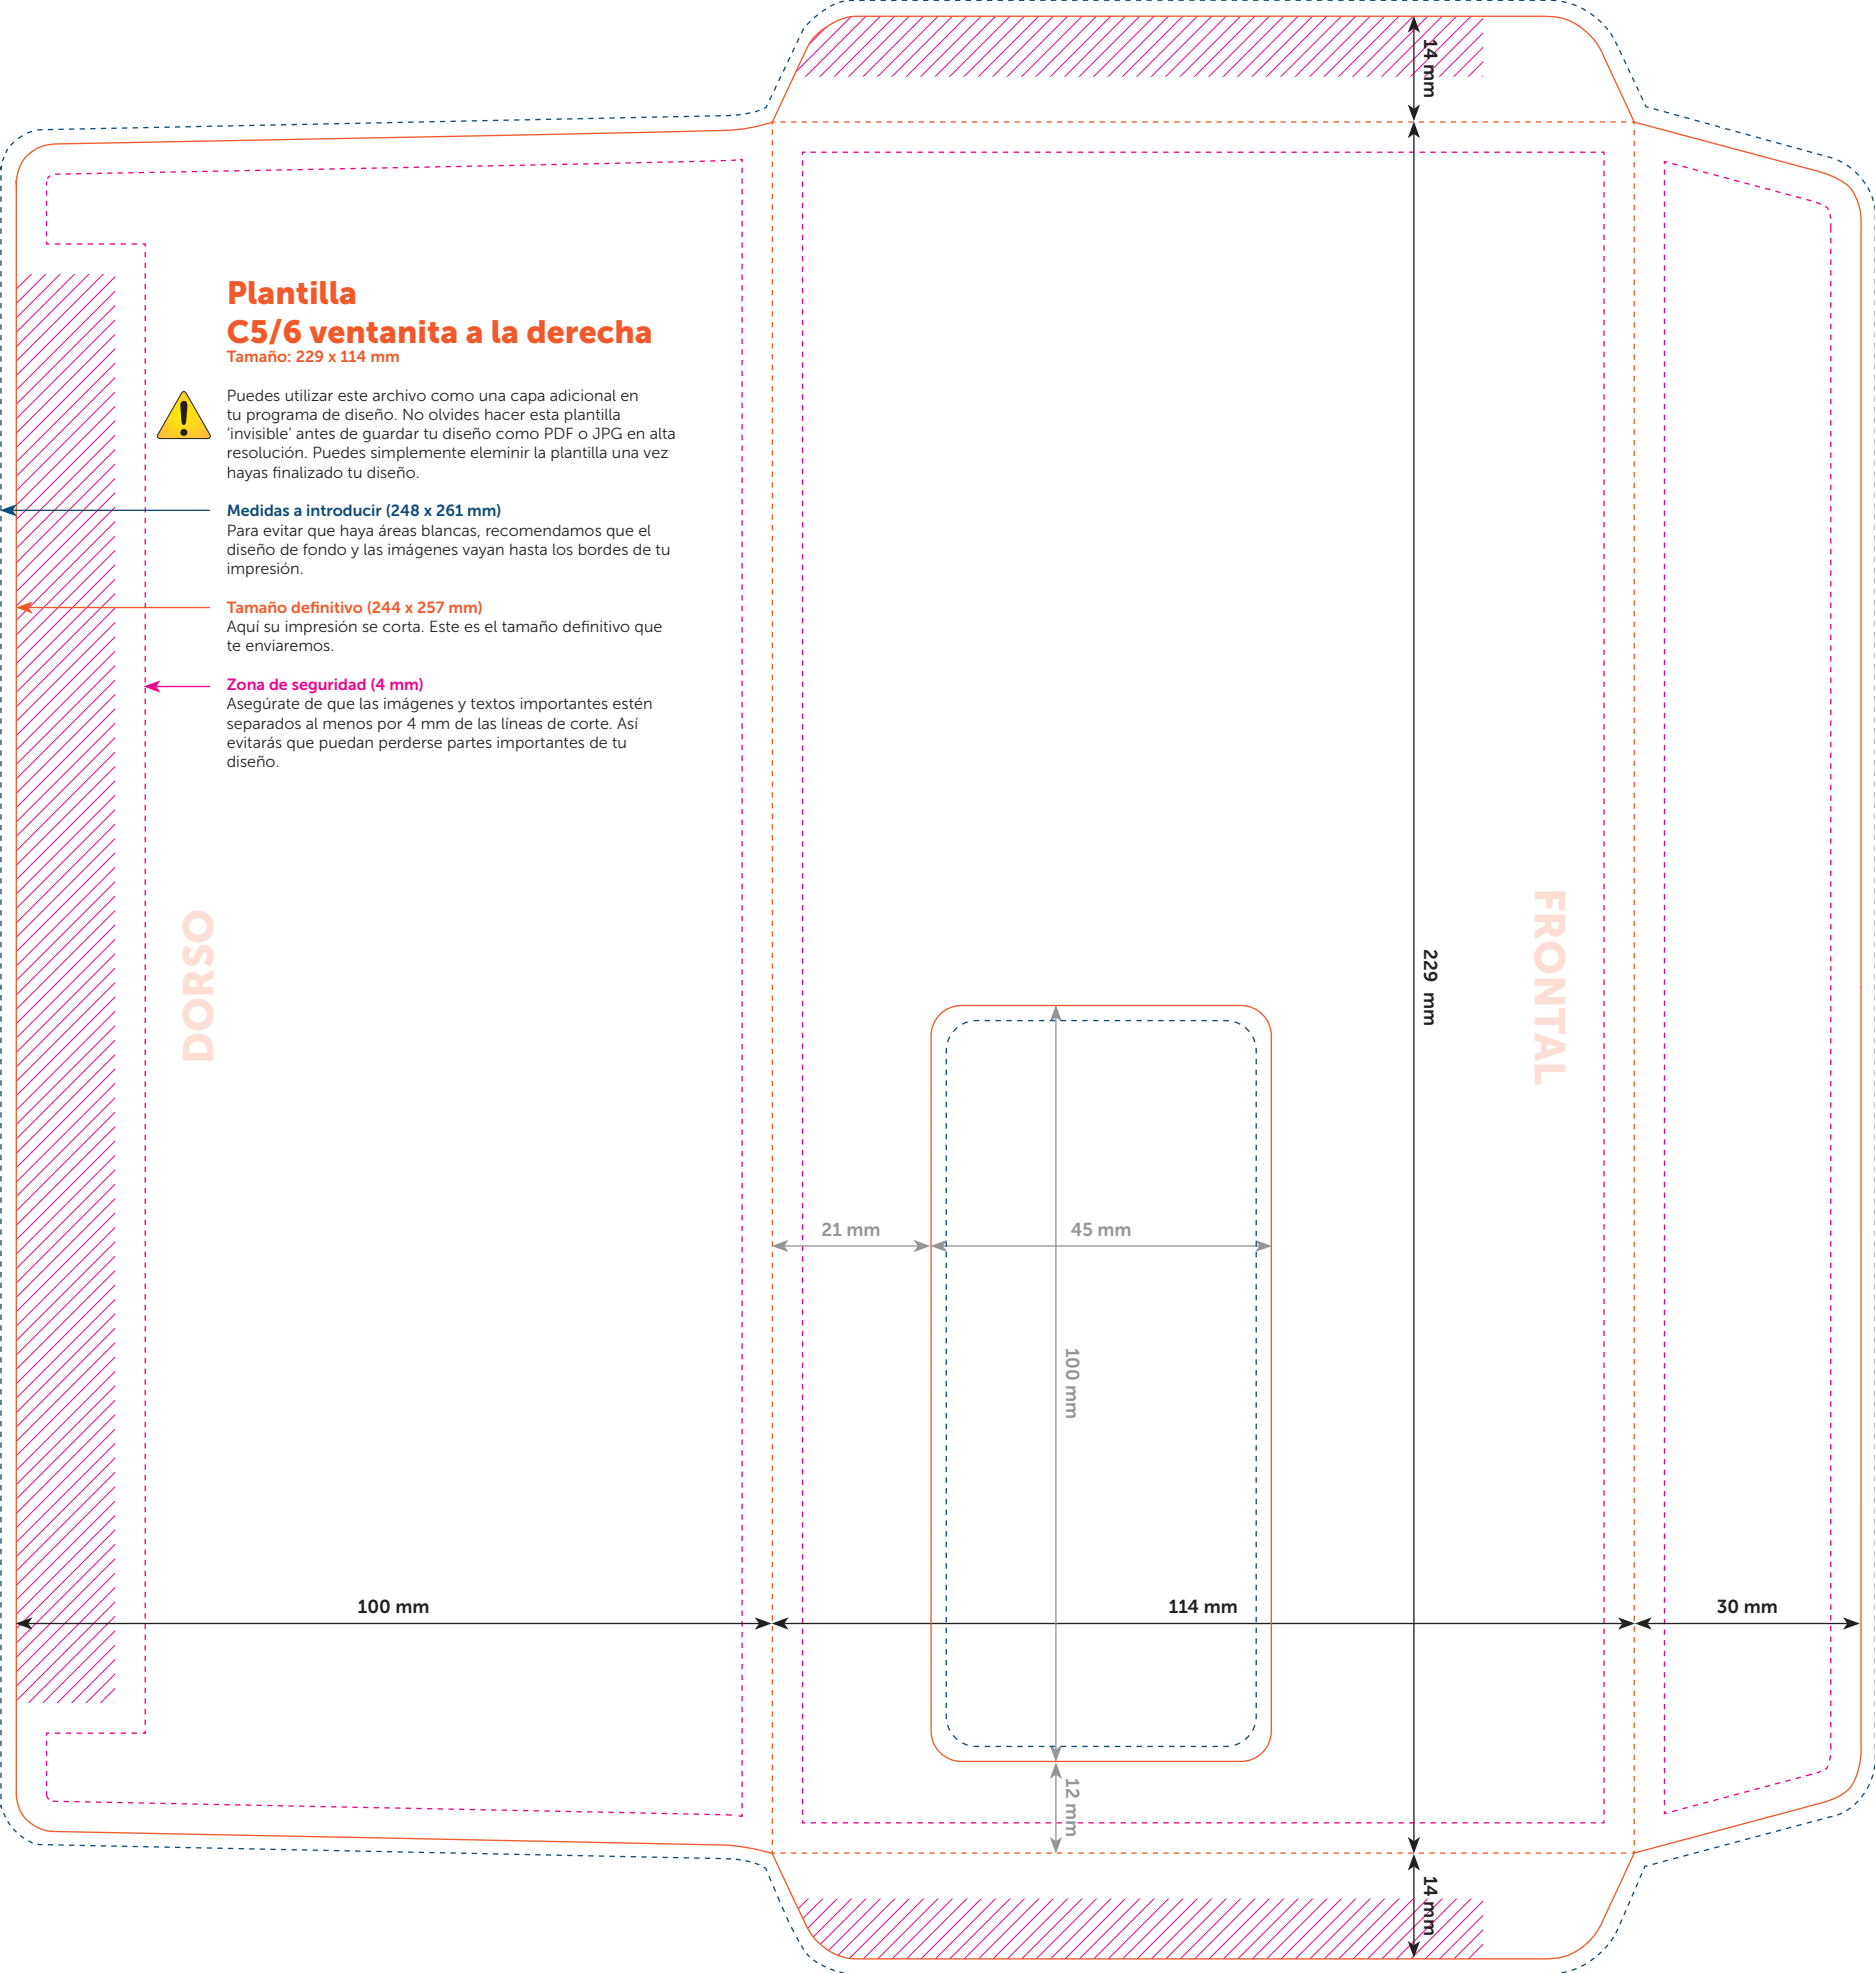 14 mm
Plantilla
C5/6 ventanita a la derecha
Tamaño: 229 x 114 mm
Puedes utilizar este archivo como una capa adicional en
tu programa de diseño. No olvides hacer esta plantilla
‘invisible’ antes de guardar tu diseño como PDF o JPG en alta
resolución. Puedes simplemente eleminir la plantilla una vez
hayas finalizado tu diseño.
Medidas a introducir (248 x 261 mm)
Para evitar que haya áreas blancas, recomendamos que el
diseño de fondo y las imágenes vayan hasta los bordes de tu
impresión.
Tamaño definitivo (244 x 257 mm)
Aquí su impresión se corta. Este es el tamaño definitivo que
te enviaremos.
Zona de seguridad (4 mm)
Asegúrate de que las imágenes y textos importantes estén
separados al menos por 4 mm de las líneas de corte. Así
evitarás que puedan perderse partes importantes de tu
diseño.
DORSO
FRONTAL
229 mm
21 mm
45 mm
100 mm
100 mm
114 mm
30 mm
12 mm
14 mm